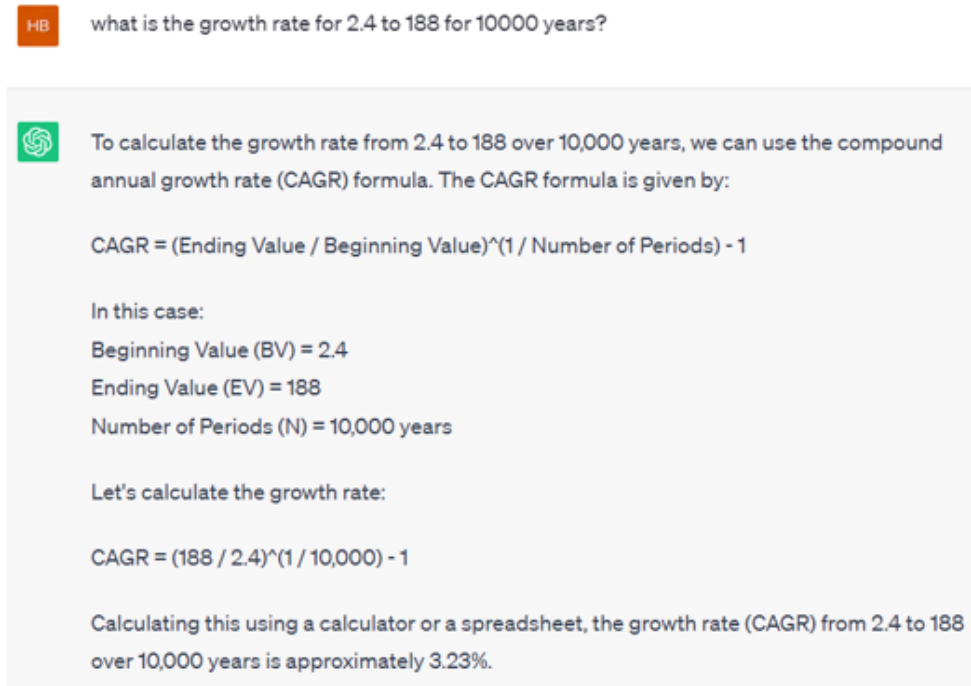 HB
what is the growth rate for 2.4 to 188 for 10000 years?
To calculate the growth rate from 2.4 to 188 over 10,000 years, we can use the compound
annual growth rate (CAGR) formula. The CAGR formula is given by:
CAGR = (Ending Value / Beginning Value)^(1 / Number of Periods) - 1
In this case:
Beginning Value (BV) = 2.4
Ending Value (EV) = 188
Number of Periods (N) = 10,000 years
Let's calculate the growth rate:
CAGR = (188 / 2.4)^(1 / 10,000) - 1
Calculating this using a calculator or a spreadsheet, the growth rate (CAGR) from 2.4 to 188
over 10,000 years is approximately 3.23%.